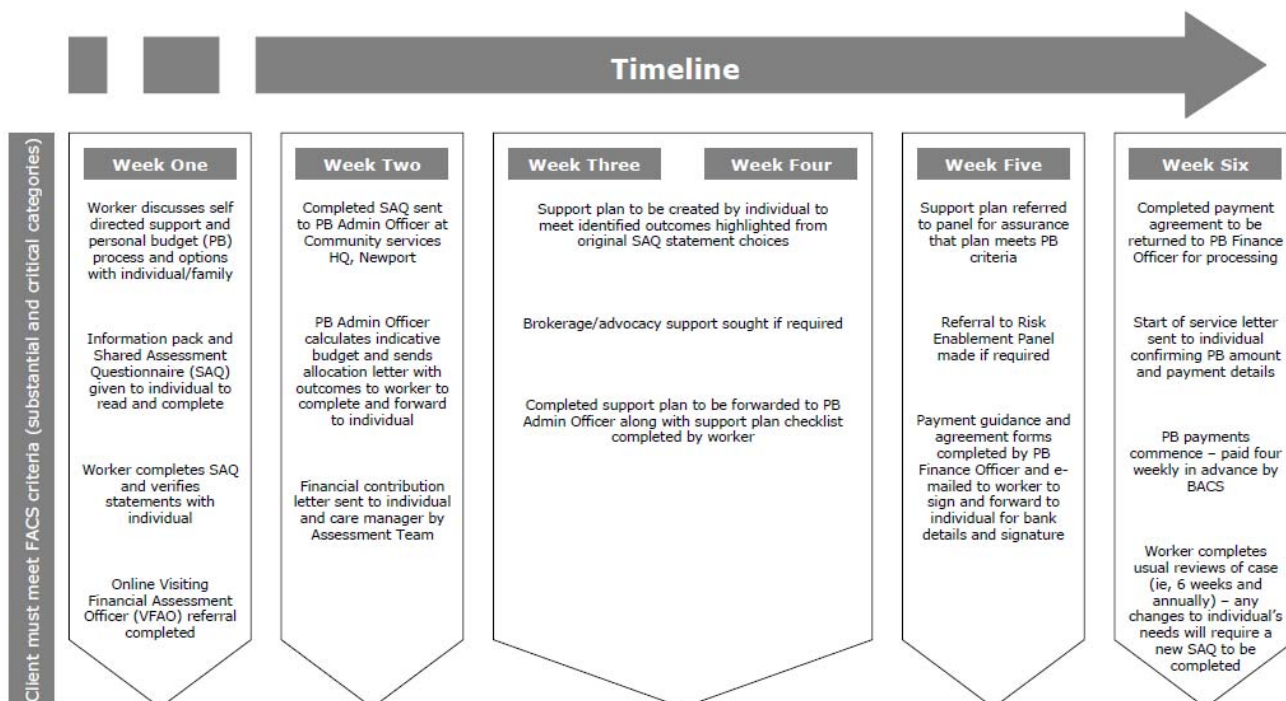 Timeline
Client must meet FACS criteria (substantial and critical categories)
Week One
Worker discusses self
directed support and
personal budget (PB)
process and options
with individual/family
Information pack and
Shared Assessment
Questionnaire (SAQ)
given to individual to
read and complete
Worker completes SAQ
and verifies
statements with
individual
Online Visiting
Financial Assessment
Officer (VFAO) referral
completed
Week Two
Completed SAQ sent
to PB Admin Officer at
Community services
HQ, Newport
PB Admin Officer
calculates indicative
budget and sends
allocation letter with
outcomes to worker to
complete and forward
to individual
Financial contribution
letter sent to individual
and care manager by
Assessment Team
Week Three
Week Four
Support plan to be created by individual to
meet identified outcomes highlighted from
original SAQ statement choices
Brokerage/advocacy support sought if required
Completed support plan to be forwarded to PB
Admin Officer along with support plan checklist
completed by worker
Week Five
Support plan referred
to panel for assurance
that plan meets PB
criteria
Referral to Risk
Enablement Panel
made if required
Payment guidance and
agreement forms
completed by PB
Finance Officer and e-
mailed to worker to
sign and forward to
individual for bank
details and signature
Week Six
Completed payment
agreement to be
returned to PB Finance
Officer for processing
Start of service letter
sent to individual
confirming PB amount
and payment details
PB payments
commence – paid four
weekly in advance by
BACS
Worker completes
usual reviews of case
(ie, 6 weeks and
annually) – any
changes to individual's
needs will require a
new SAQ to be
completed